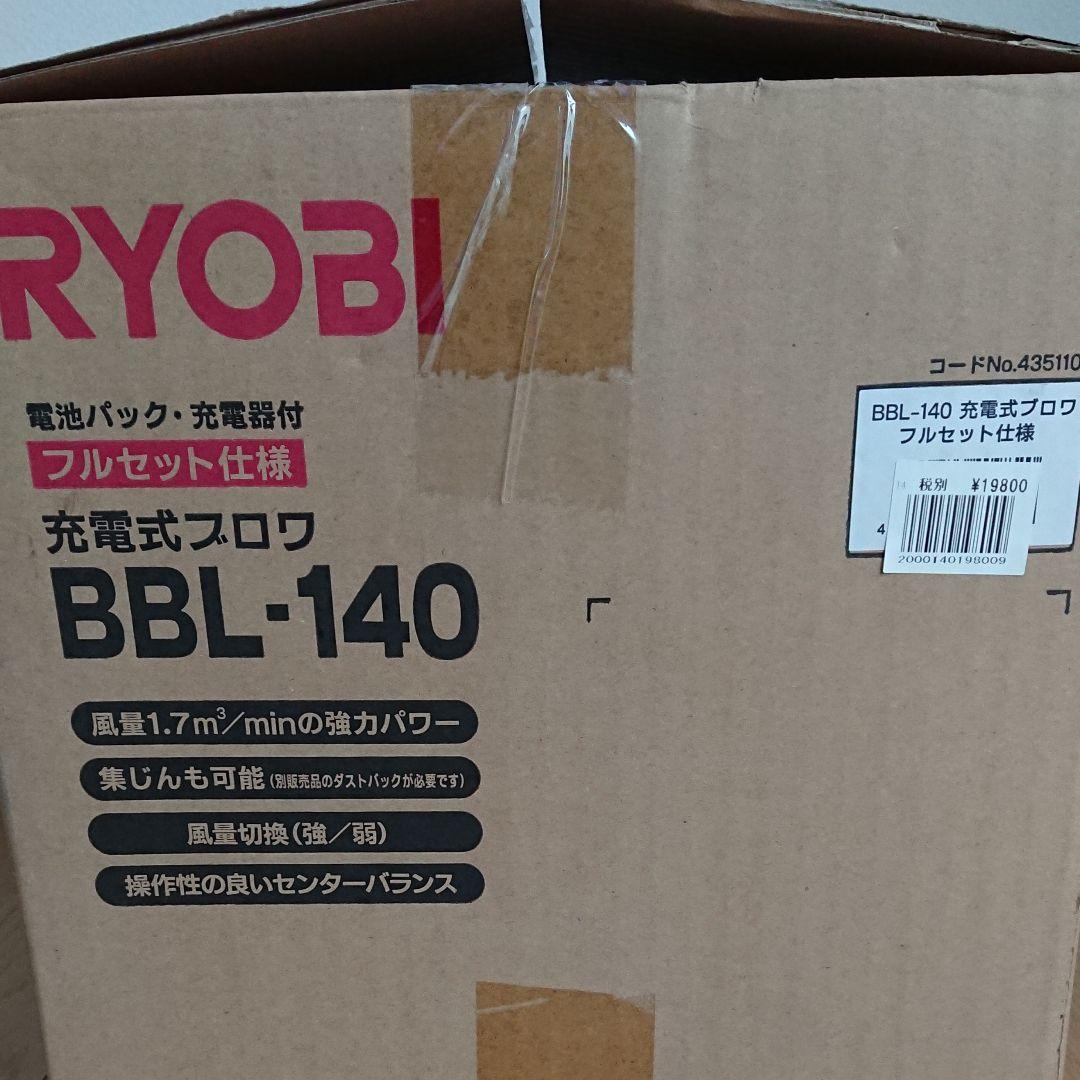 RYOBI
電池パック・充電器付
フルセット仕様
充電式ブロワ
BBL-140
風量1.7m³/minの強力パワー
集じんも可能(別販売品のダストバックが必要です)
風量切換(強/弱)
操作性の良いセンターバランス
コードNo.435110
BBL-140 充電式ブロワ
フルセット仕様
14 税別 ¥19800
4
2000140198009